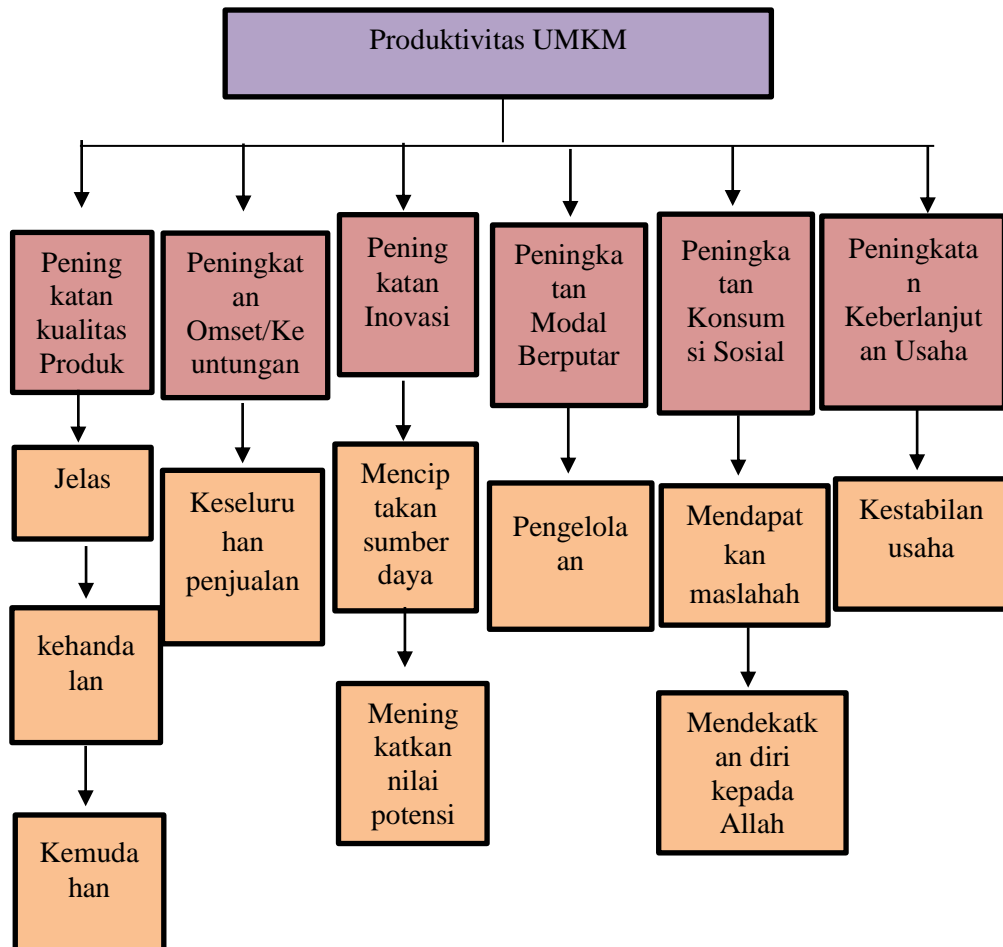 Produktivitas UMKM
Pening
katan
kualitas
Produk
Peningkat
an
Omset/Ke
untungan
Pening
katan
Inovasi
Peningka
tan
Modal
Berputar
Peningka
tan
Konsum
si Sosial
Peningkata
n
Keberlanjut
an Usaha
Jelas
Keseluru
han
penjualan
Mencip
takan
sumber
daya
Pengelola
an
Mendapat
kan
maslahah
Kestabilan
usaha
kehanda
lan
Mening
katkan
nilai
potensi
Mendekatk
an diri
kepada
Allah
Kemuda
han